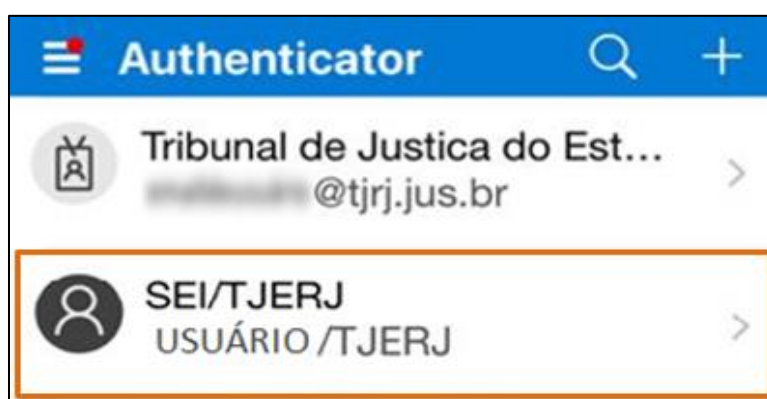 Authenticator
Tribunal de Justica do Est...
@tjrj.jus.br
SEI/TJERJ
USUÁRIO /TJERJ